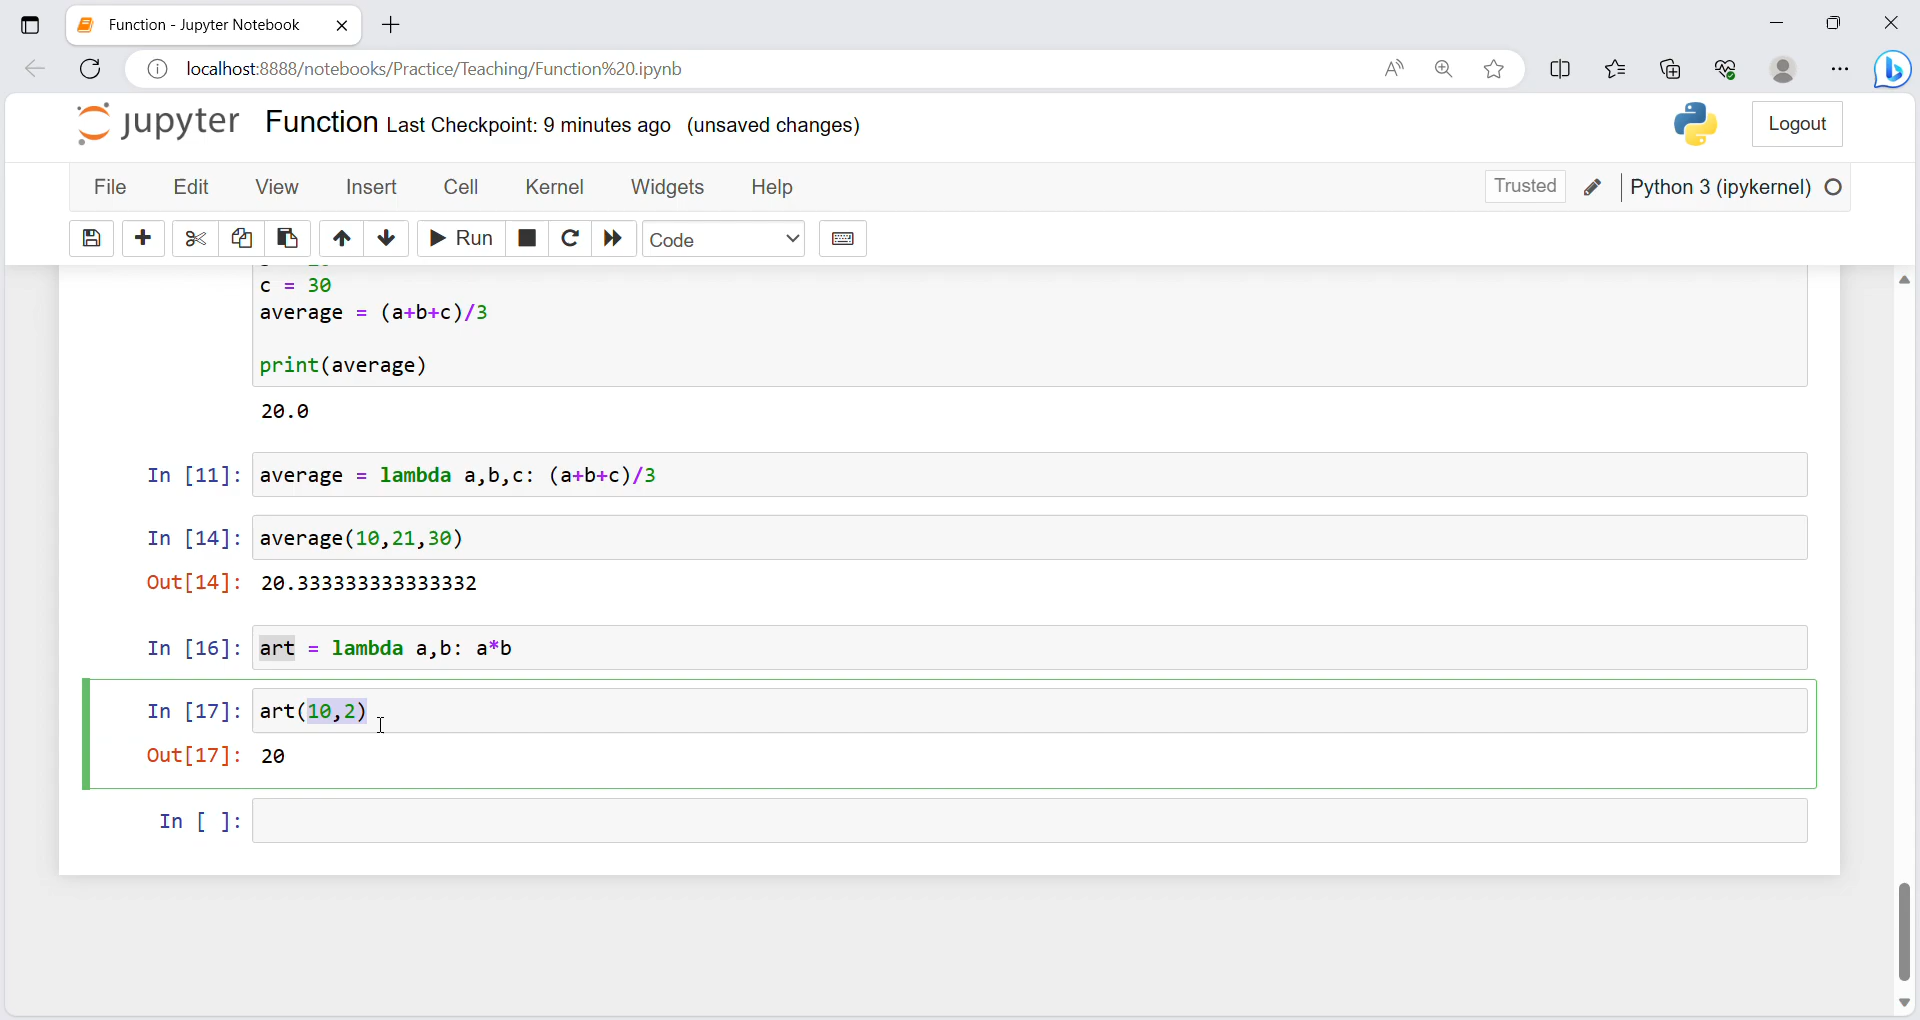 Function - Jupyter Notebook
localhost:8888/notebooks/Practice/Teaching/Function%20.ipynb
jupyter Function Last Checkpoint: 9 minutes ago (unsaved changes)
Logout
File Edit View Insert Cell Kernel Widgets Help
Trusted Python 3 (ipykernel)
Run Code
c = 30
average = (a+b+c)/3
print(average)
20.0
In [11]: average = lambda a,b,c: (a+b+c)/3
In [14]: average(10,21,30)
Out[14]: 20.333333333333332
In [16]: art = lambda a,b: a*b
In [17]: art(10,2)
Out[17]: 20
In [ ]: